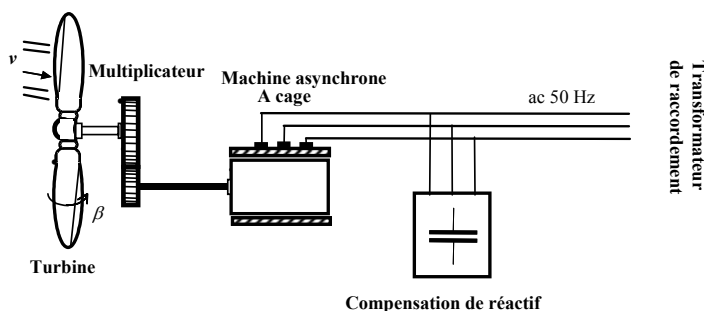 v
Multiplicateur
Machine asynchrone
A cage
ac 50 Hz
Transformateur
de raccordement
β
Turbine
Compensation de réactif